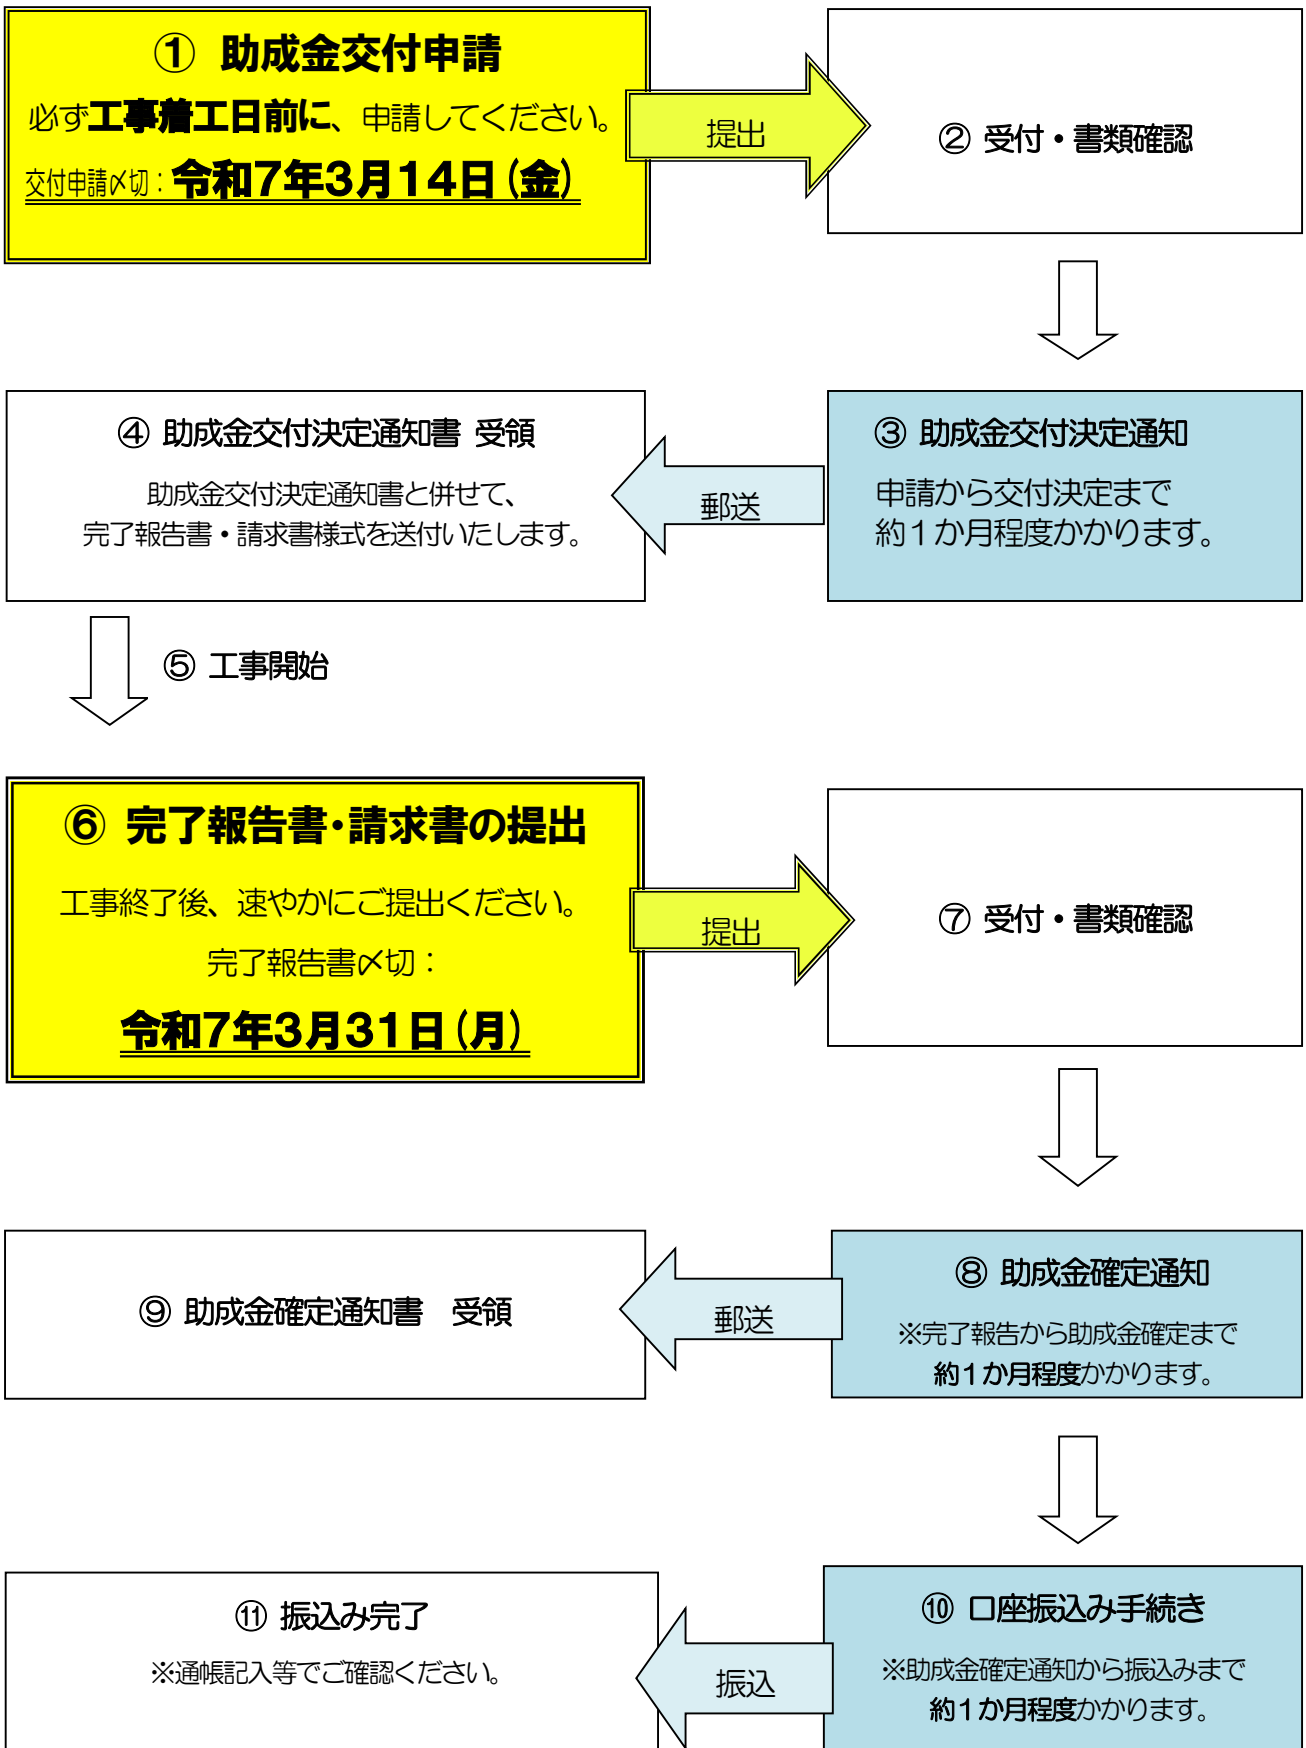 ① 助成金交付申請
必ず工事着工日前に、申請してください。
交付申請〆切：令和7年3月14日(金)
提出
② 受付・書類確認
④ 助成金交付決定通知書 受領
助成金交付決定通知書と併せて、
完了報告書・請求書様式を送付いたします。
郵送
③ 助成金交付決定通知
申請から交付決定まで
約１か月程度かかります。
⑤ 工事開始
⑥ 完了報告書・請求書の提出
工事終了後、速やかにご提出ください。
完了報告書〆切：
令和7年3月31日(月)
提出
⑦ 受付・書類確認
⑨ 助成金確定通知書　受領
郵送
⑧ 助成金確定通知
※完了報告から助成金確定まで
約１か月程度かかります。
⑪ 振込み完了
※通帳記入等でご確認ください。
振込
⑩ 口座振込み手続き
※助成金確定通知から振込みまで
約１か月程度かかります。